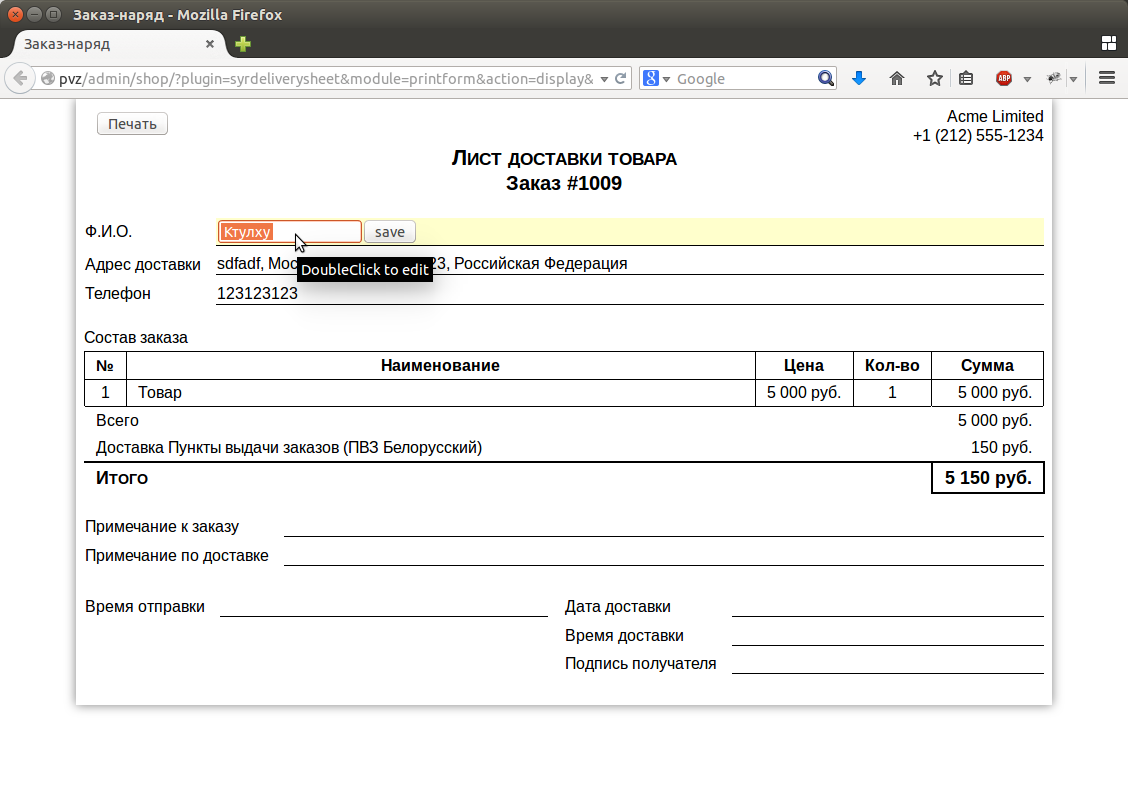 Заказ-наряд - Mozilla Firefox
Заказ-наряд
pvz/admin/shop/?plugin=syrdeliverysheet&module=printform&action=display&
Google
ABP
Печать
Acme Limited
+1 (212) 555-1234
Лист доставки товара
Заказ #1009
Ф.И.О. Ктулху save
Адрес доставки sdfadf, 23, Российская Федерация
DoubleClick to edit
Телефон 123123123
Состав заказа
№ Наименование Цена Кол-во Сумма
1 Товар 5 000 руб. 1 5 000 руб.
Всего 5 000 руб.
Доставка Пункты выдачи заказов (ПВЗ Белорусский) 150 руб.
Итого 5 150 руб.
Примечание к заказу
Примечание по доставке
Время отправки Дата доставки
Время доставки
Подпись получателя